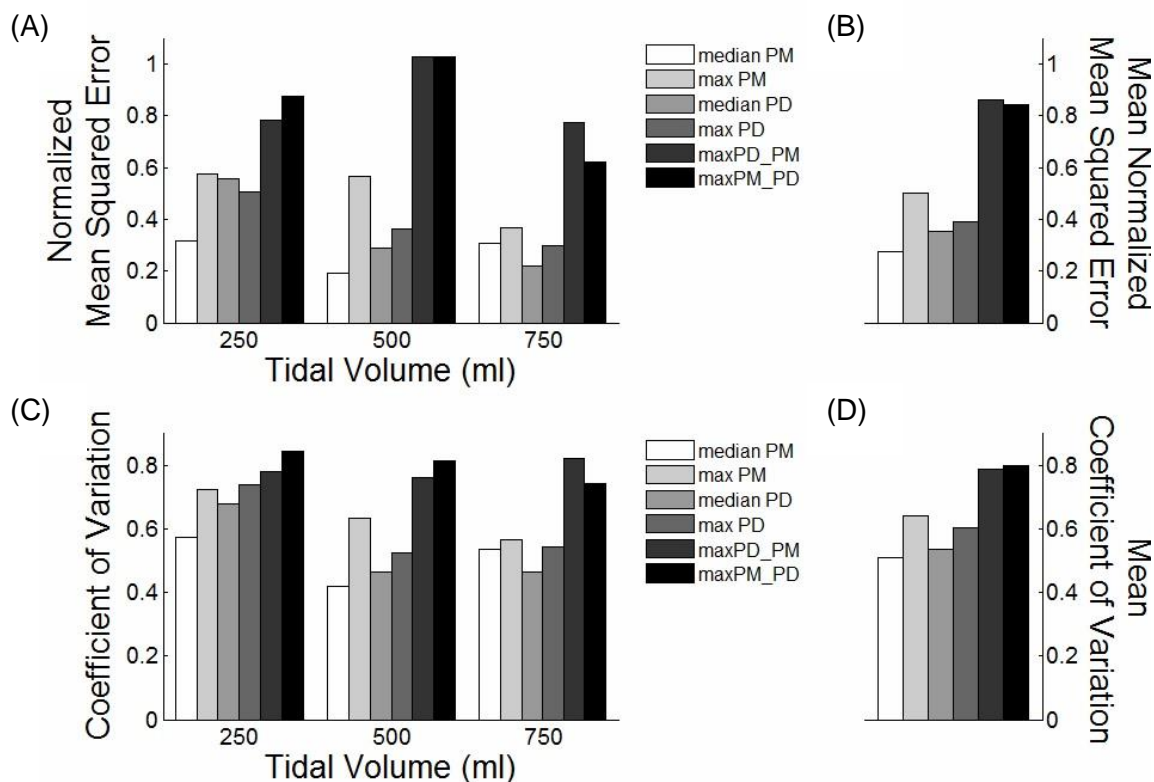 (A)
Normalized
Mean Squared Error
1
0.8
0.6
0.4
0.2
0
250 500 750
Tidal Volume (ml)
median PM
max PM
median PD
max PD
maxPD_PM
maxPM_PD
(B)
1
0.8
0.6
0.4
0.2
0
Mean Normalized
Mean Squared Error
(C)
Coefficient of Variation
0.8
0.6
0.4
0.2
0
250 500 750
Tidal Volume (ml)
median PM
max PM
median PD
max PD
maxPD_PM
maxPM_PD
(D)
0.8
0.6
0.4
0.2
0
Mean
Coefficient of Variation